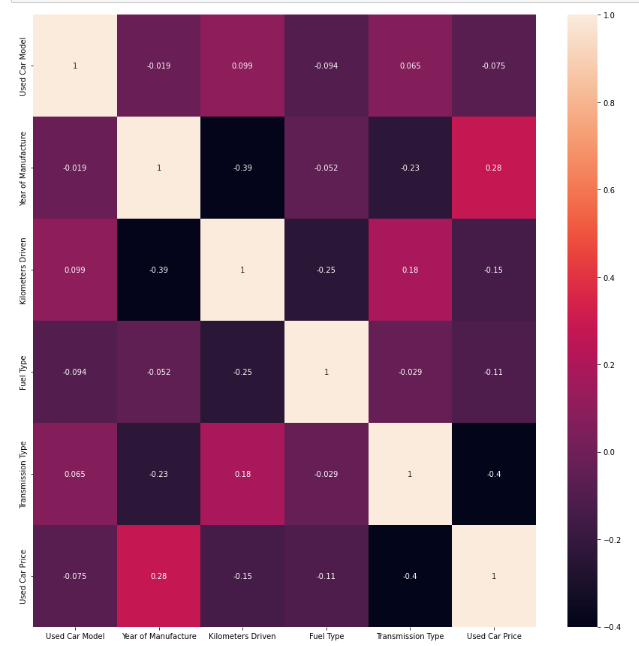 Used Car Model 1 -0.019 0.099 -0.094 0.065 -0.075
Year of Manufacture -0.019 1 -0.39 -0.052 -0.23 0.28
Kilometers Driven 0.099 -0.39 1 -0.25 0.18 -0.15
Fuel Type -0.094 -0.052 -0.25 1 -0.029 -0.11
Transmission Type 0.065 -0.23 0.18 -0.029 1 -0.4
Used Car Price -0.075 0.28 -0.15 -0.11 -0.4 1
Used Car Model Year of Manufacture Kilometers Driven Fuel Type Transmission Type Used Car Price
1.0
0.8
0.6
0.4
0.2
0.0
−0.2
−0.4